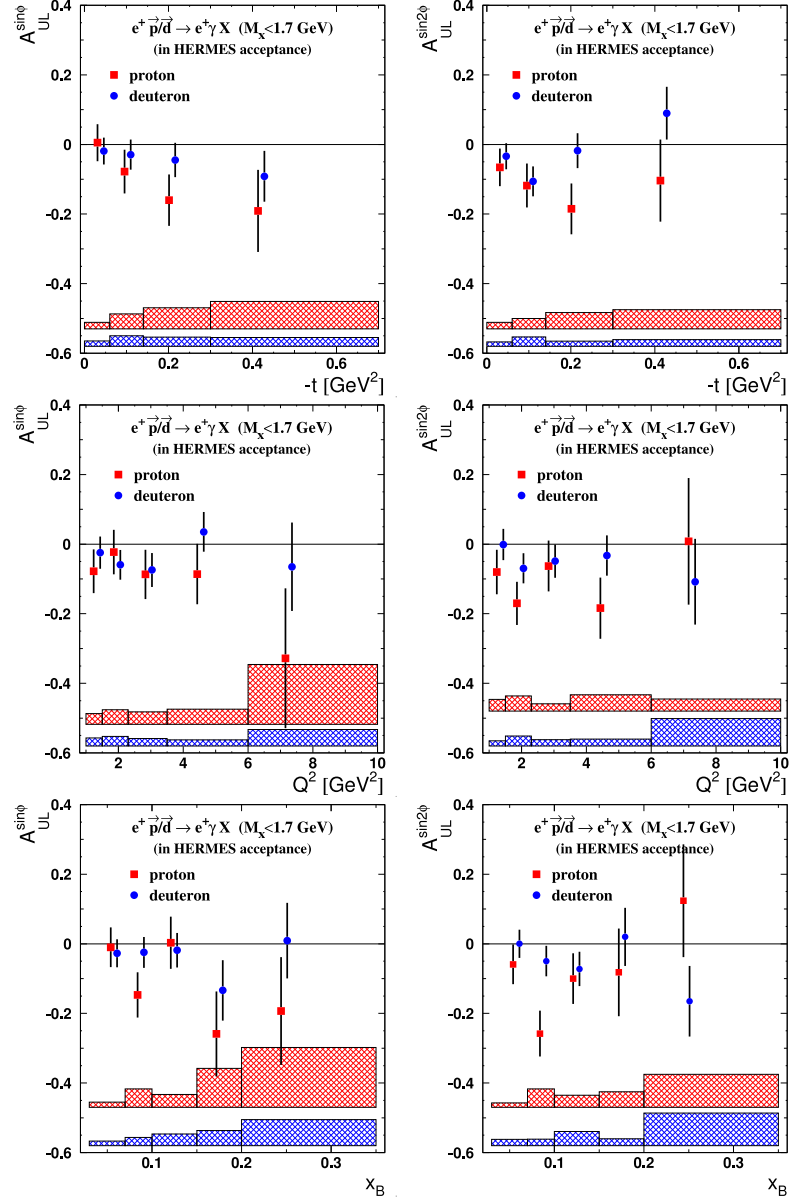 A_UL^sinϕ
e⁺ p⃗/d⃗ → e⁺γ X (Mₓ<1.7 GeV)
(in HERMES acceptance)
proton
deuteron
0.4
0.2
0
-0.2
-0.4
-0.6
0 0.2 0.4 0.6
-t [GeV²]
A_UL^sin2ϕ
e⁺ p⃗/d⃗ → e⁺γ X (Mₓ<1.7 GeV)
(in HERMES acceptance)
proton
deuteron
0.4
0.2
0
-0.2
-0.4
-0.6
0 0.2 0.4 0.6
-t [GeV²]
A_UL^sinϕ
e⁺ p⃗/d⃗ → e⁺γ X (Mₓ<1.7 GeV)
(in HERMES acceptance)
proton
deuteron
0.4
0.2
0
-0.2
-0.4
-0.6
2 4 6 8 10
Q² [GeV²]
A_UL^sin2ϕ
e⁺ p⃗/d⃗ → e⁺γ X (Mₓ<1.7 GeV)
(in HERMES acceptance)
proton
deuteron
0.4
0.2
0
-0.2
-0.4
-0.6
2 4 6 8 10
Q² [GeV²]
A_UL^sinϕ
e⁺ p⃗/d⃗ → e⁺γ X (Mₓ<1.7 GeV)
(in HERMES acceptance)
proton
deuteron
0.4
0.2
0
-0.2
-0.4
-0.6
0.1 0.2 0.3
x_B
A_UL^sin2ϕ
e⁺ p⃗/d⃗ → e⁺γ X (Mₓ<1.7 GeV)
(in HERMES acceptance)
proton
deuteron
0.4
0.2
0
-0.2
-0.4
-0.6
0.1 0.2 0.3
x_B